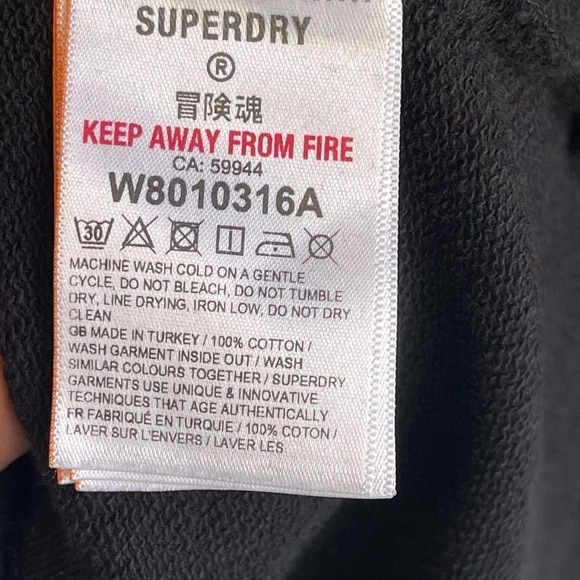 SUPERDRY
®
冒険魂
KEEP AWAY FROM FIRE
CA: 59944
W8010316A
30
MACHINE WASH COLD ON A GENTLE
CYCLE, DO NOT BLEACH, DO NOT TUMBLE
DRY, LINE DRYING, IRON LOW, DO NOT DRY
CLEAN
GB MADE IN TURKEY / 100% COTTON /
WASH GARMENT INSIDE OUT / WASH
SIMILAR COLOURS TOGETHER / SUPERDRY
GARMENTS USE UNIQUE & INNOVATIVE
TECHNIQUES THAT AGE AUTHENTICALLY
FR FABRIQUÉ EN TURQUIE / 100% COTON /
LAVER SUR L'ENVERS / LAVER LES